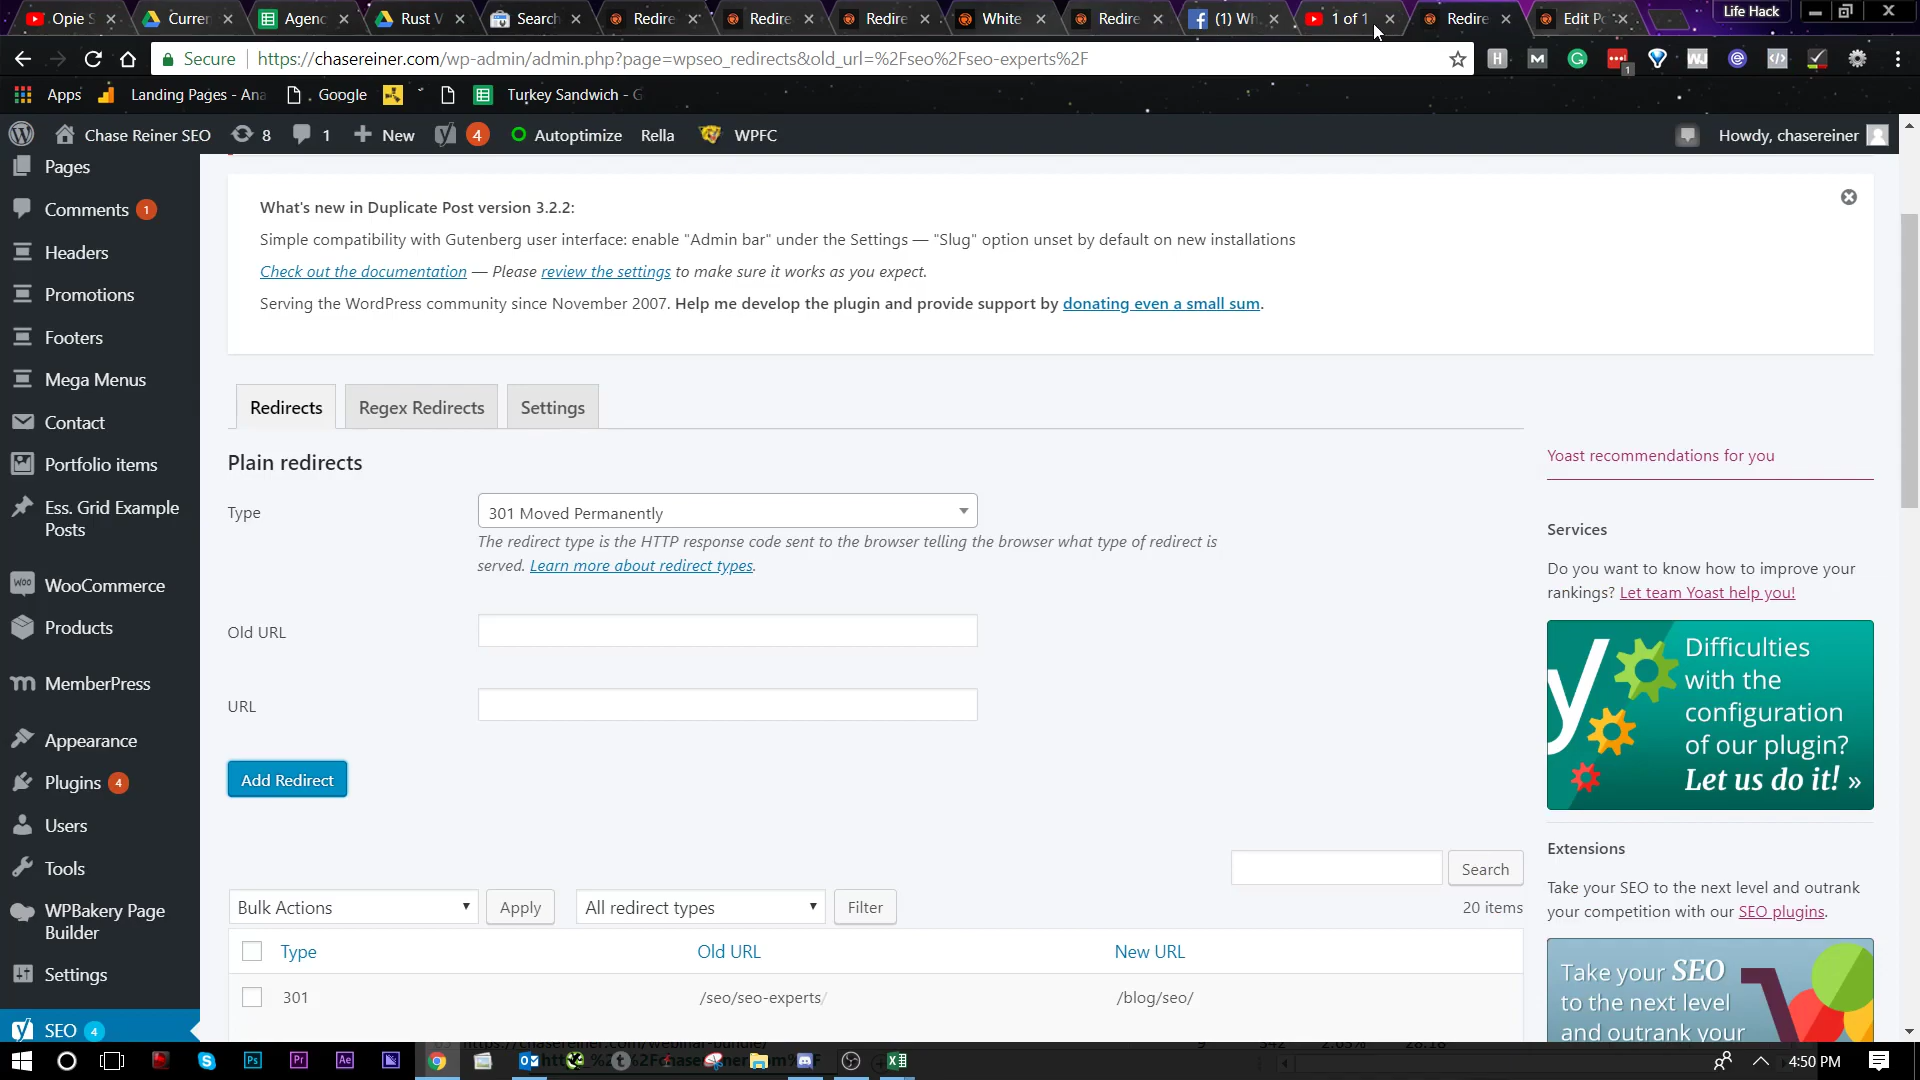 Opie S
Curren
Agenc
Rust V
Search
Redire
Redire
Redire
White
Redire
(1) Wh
1 of 1
Redire
Edit Po
Life Hack
Secure
https://chasereiner.com/wp-admin/admin.php?page=wpseo_redirects&old_url=%2Fseo%2Fseo-experts%2F
Apps
Landing Pages - Ana
Google
Turkey Sandwich - G
Chase Reiner SEO
8
1
New
4
Autoptimize
Rella
WPFC
Howdy, chasereiner
Pages
Comments 1
Headers
Promotions
Footers
Mega Menus
Contact
Portfolio items
Ess. Grid Example
Posts
WooCommerce
Products
MemberPress
Appearance
Plugins 4
Users
Tools
WPBakery Page
Builder
Settings
SEO 4
What's new in Duplicate Post version 3.2.2:
Simple compatibility with Gutenberg user interface: enable "Admin bar" under the Settings — "Slug" option unset by default on new installations
Check out the documentation — Please review the settings to make sure it works as you expect.
Serving the WordPress community since November 2007. Help me develop the plugin and provide support by donating even a small sum.
Redirects
Regex Redirects
Settings
Plain redirects
Type
301 Moved Permanently
The redirect type is the HTTP response code sent to the browser telling the browser what type of redirect is
served. Learn more about redirect types.
Old URL
URL
Add Redirect
Search
Bulk Actions
Apply
All redirect types
Filter
20 items
Type
Old URL
New URL
301
/seo/seo-experts/
/blog/seo/
Yoast recommendations for you
Services
Do you want to know how to improve your
rankings? Let team Yoast help you!
Difficulties
with the
configuration
of our plugin?
Let us do it! »
Extensions
Take your SEO to the next level and outrank
your competition with our SEO plugins.
Take your SEO
to the next level
and outrank your
4:50 PM